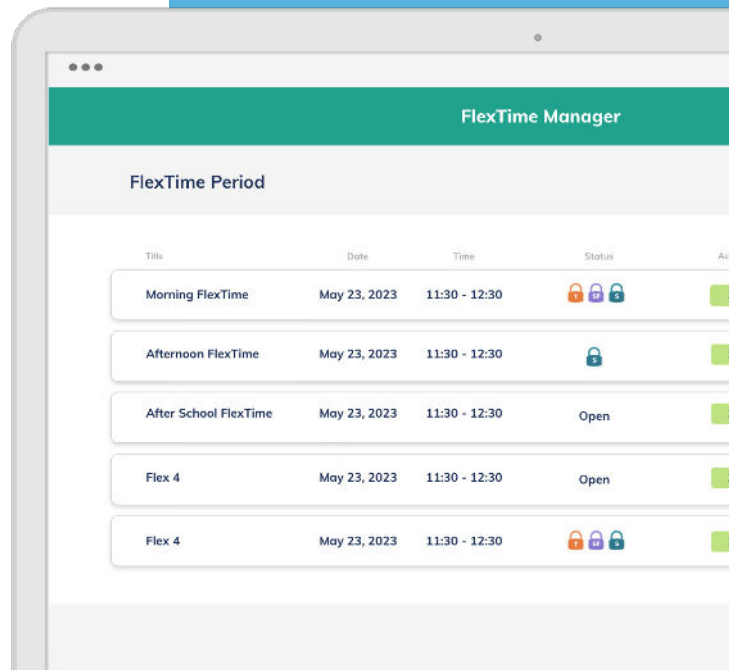 FlexTime Manager
FlexTime Period
Title Date Time Status
Morning FlexTime May 23, 2023 11:30 - 12:30 T SF S
Afternoon FlexTime May 23, 2023 11:30 - 12:30 S
After School FlexTime May 23, 2023 11:30 - 12:30 Open
Flex 4 May 23, 2023 11:30 - 12:30 Open
Flex 4 May 23, 2023 11:30 - 12:30 T SF S